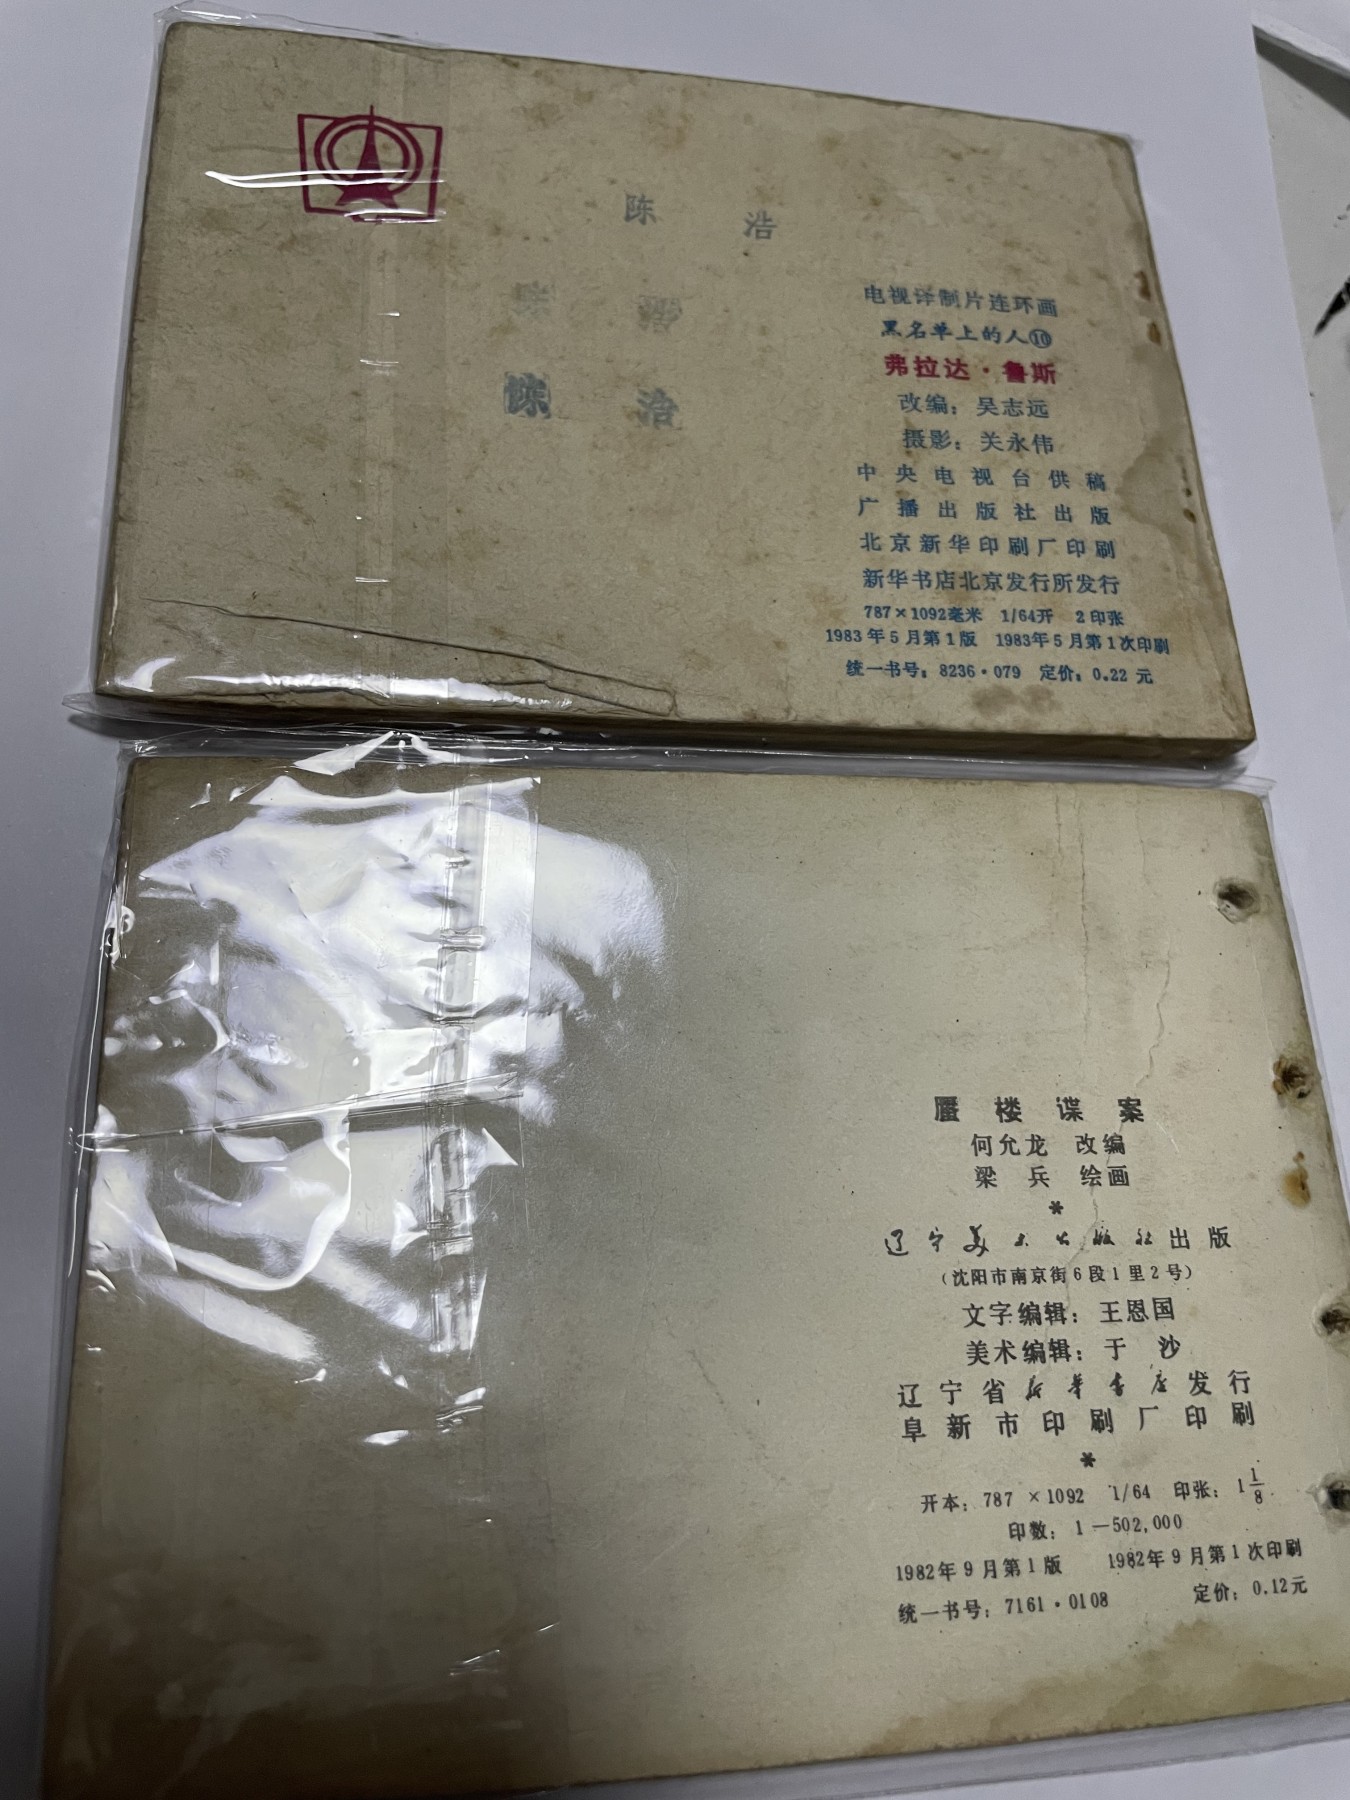 陈 浩
陈 浩
电视译制片连环画
黑名单上的人⑩
弗拉达·鲁斯
改编：吴志远
摄影：关永伟
中央电视台供稿
广播出版社出版
北京新华印刷厂印刷
新华书店北京发行所发行
787×1092毫米 1/64开 2印张
1983年5月第1版 1983年5月第1次印刷
统一书号：8236·079 定价：0.22元
蜃楼谍案
何允龙 改编
梁兵 绘画
*
辽宁美术出版社出版
(沈阳市南京街6段1里2号)
文字编辑：王恩国
美术编辑：于沙
辽宁省新华书店发行
阜新市印刷厂印刷
*
开本：787×1092 1/64 印张：1 1/8
印数：1—502,000
1982年9月第1版 1982年9月第1次印刷
统一书号：7161·0108 定价：0.12元